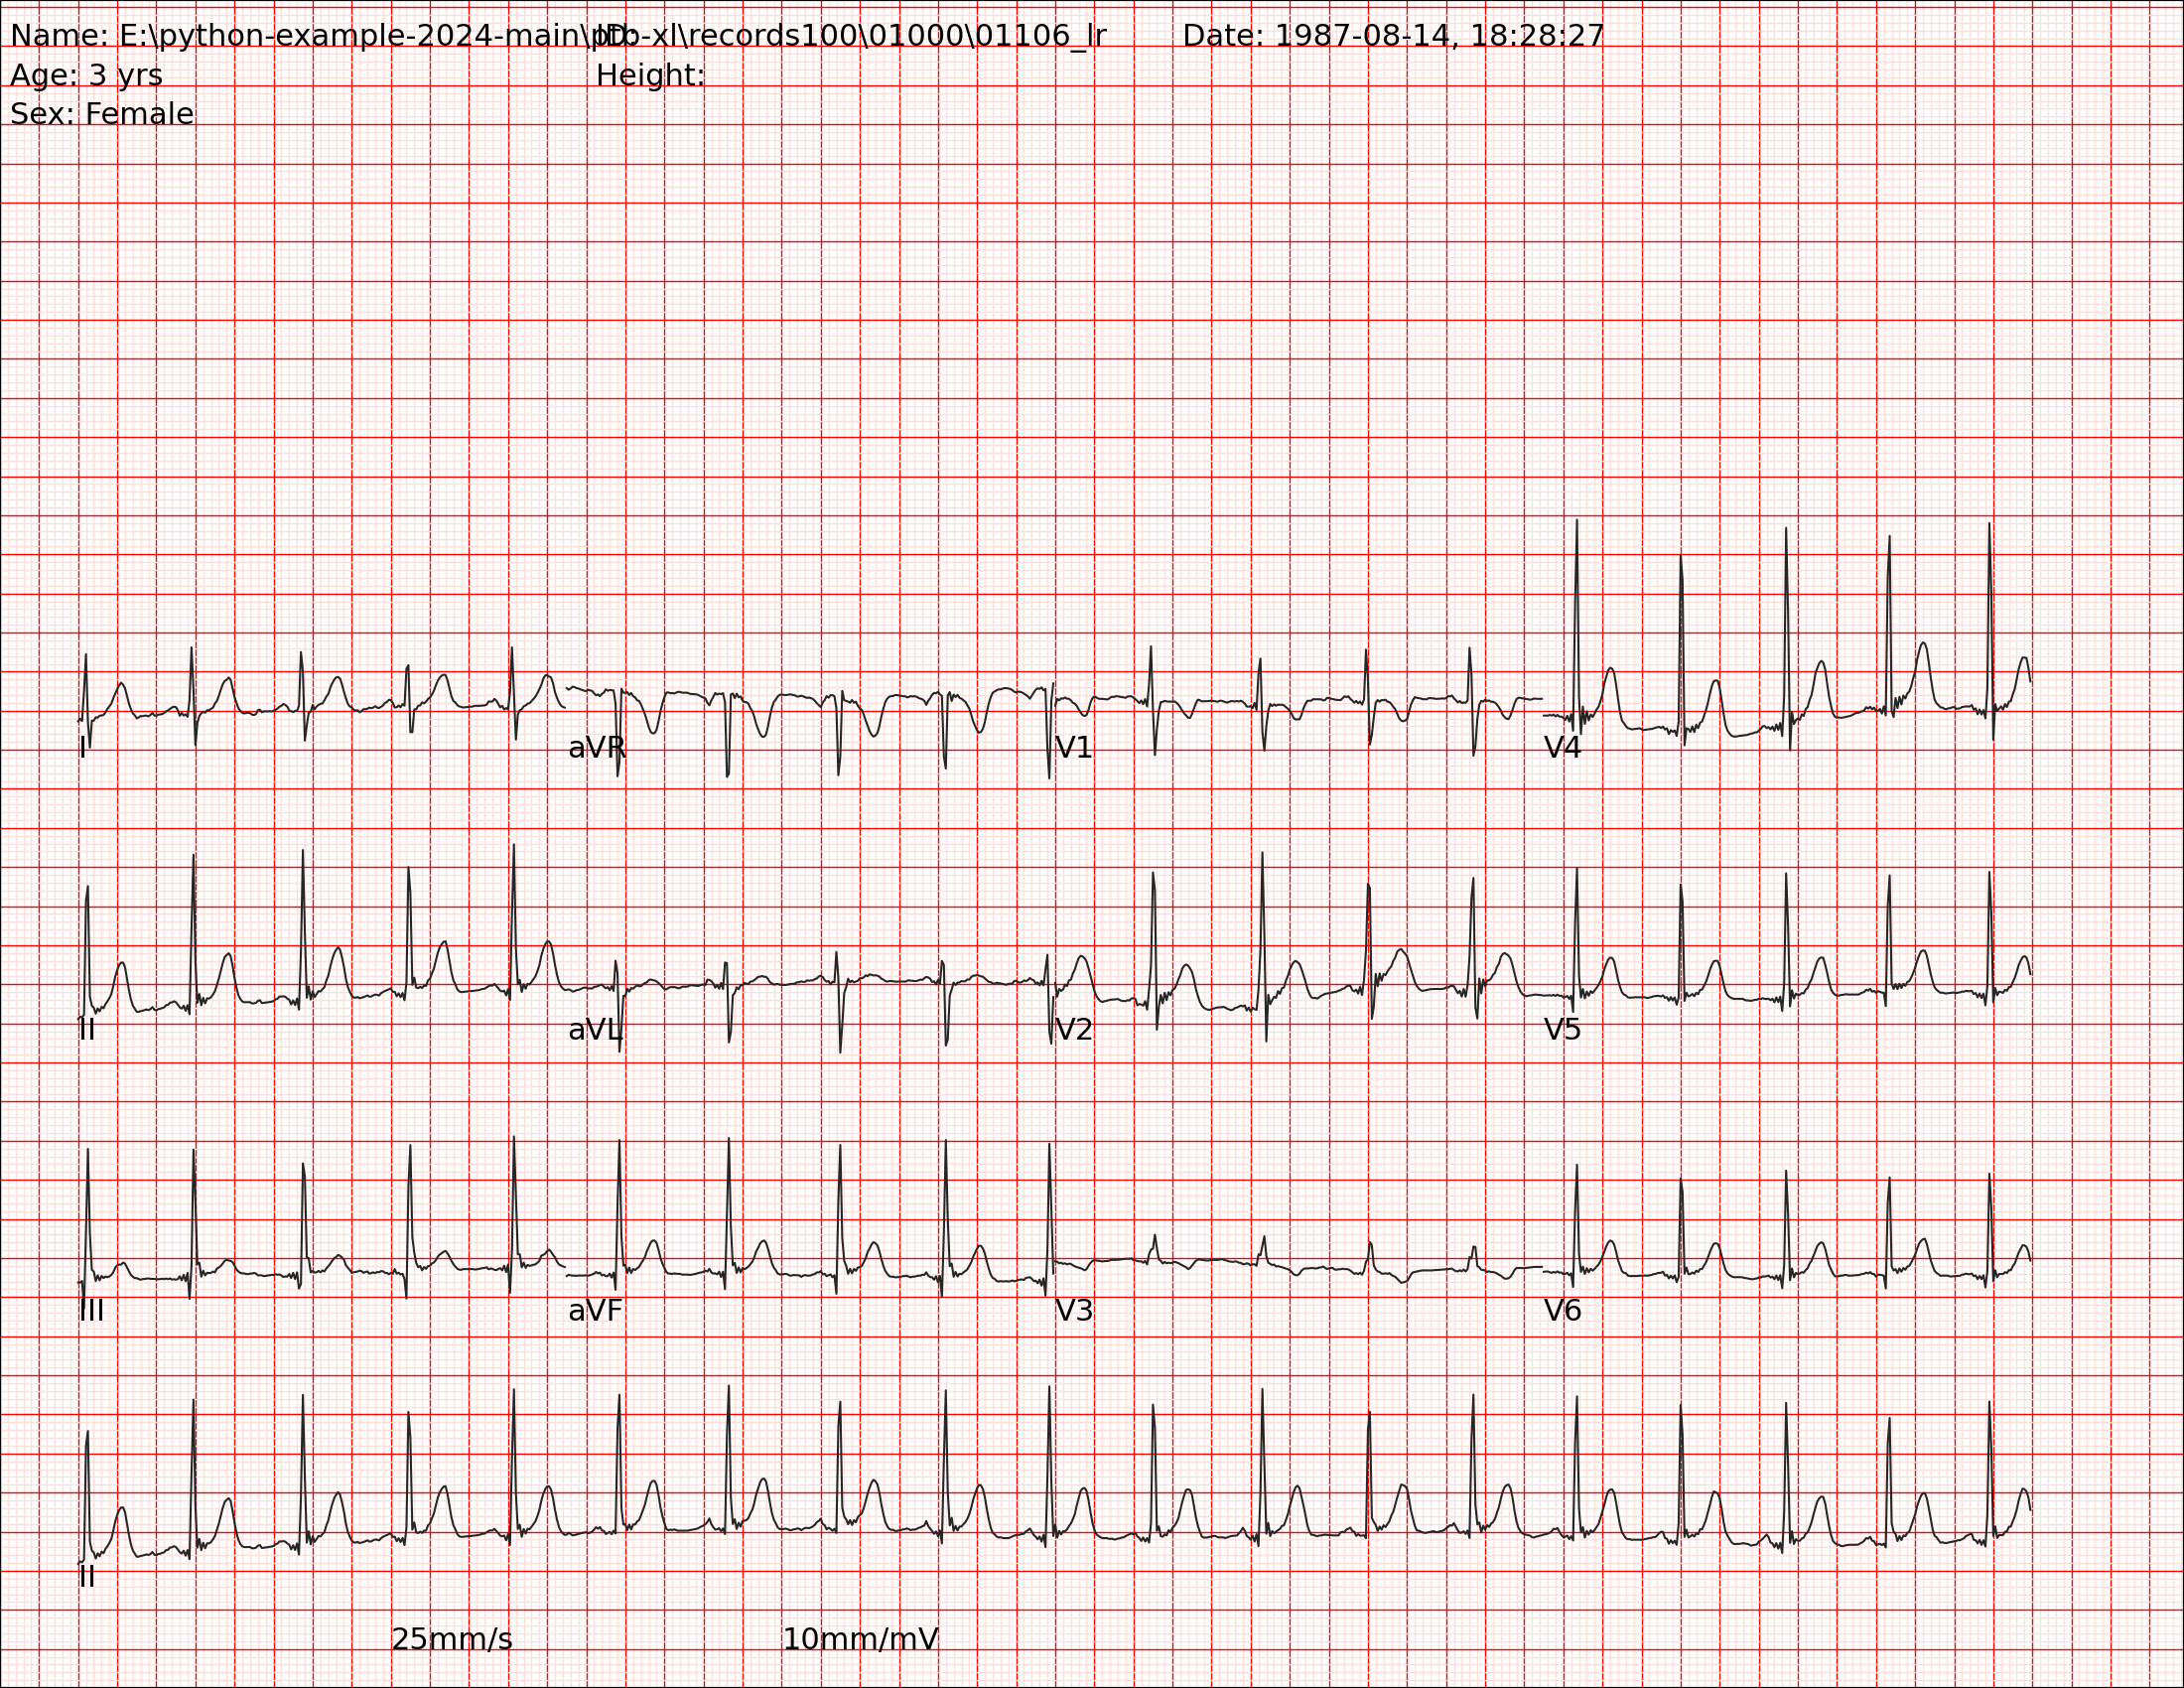 Name: E:\python-example-2024-main\ptb-xl\records100\01000\01106_lr ID: Date: 1987-08-14, 18:28:27
Age: 3 yrs Height:
Sex: Female
I aVR V1 V4
II aVL V2 V5
III aVF V3 V6
II
25mm/s 10mm/mV